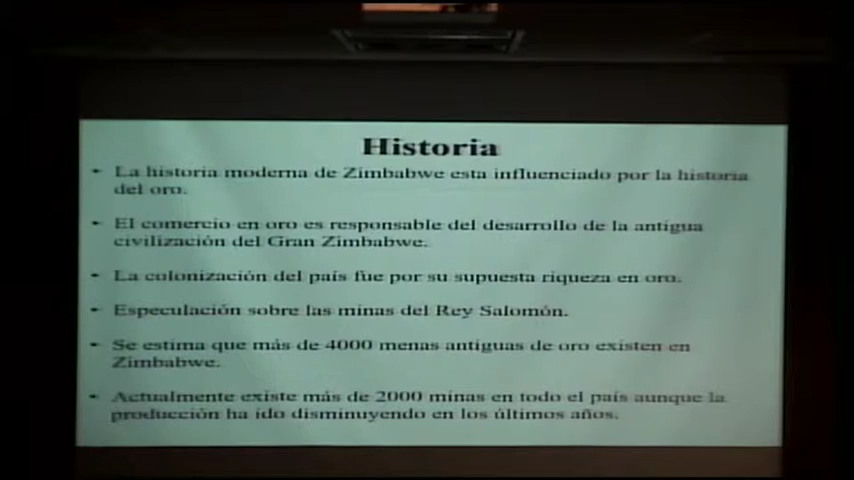 Historia
• La historia moderna de Zimbabwe esta influenciado por la historia
del oro.
• El comercio en oro es responsable del desarrollo de la antigua
civilización del Gran Zimbabwe.
• La colonización del país fue por su supuesta riqueza en oro.
• Especulación sobre las minas del Rey Salomón.
• Se estima que más de 4000 menas antiguas de oro existen en
Zimbabwe.
• Actualmente existe más de 2000 minas en todo el país aunque la
producción ha ido disminuyendo en los últimos años.